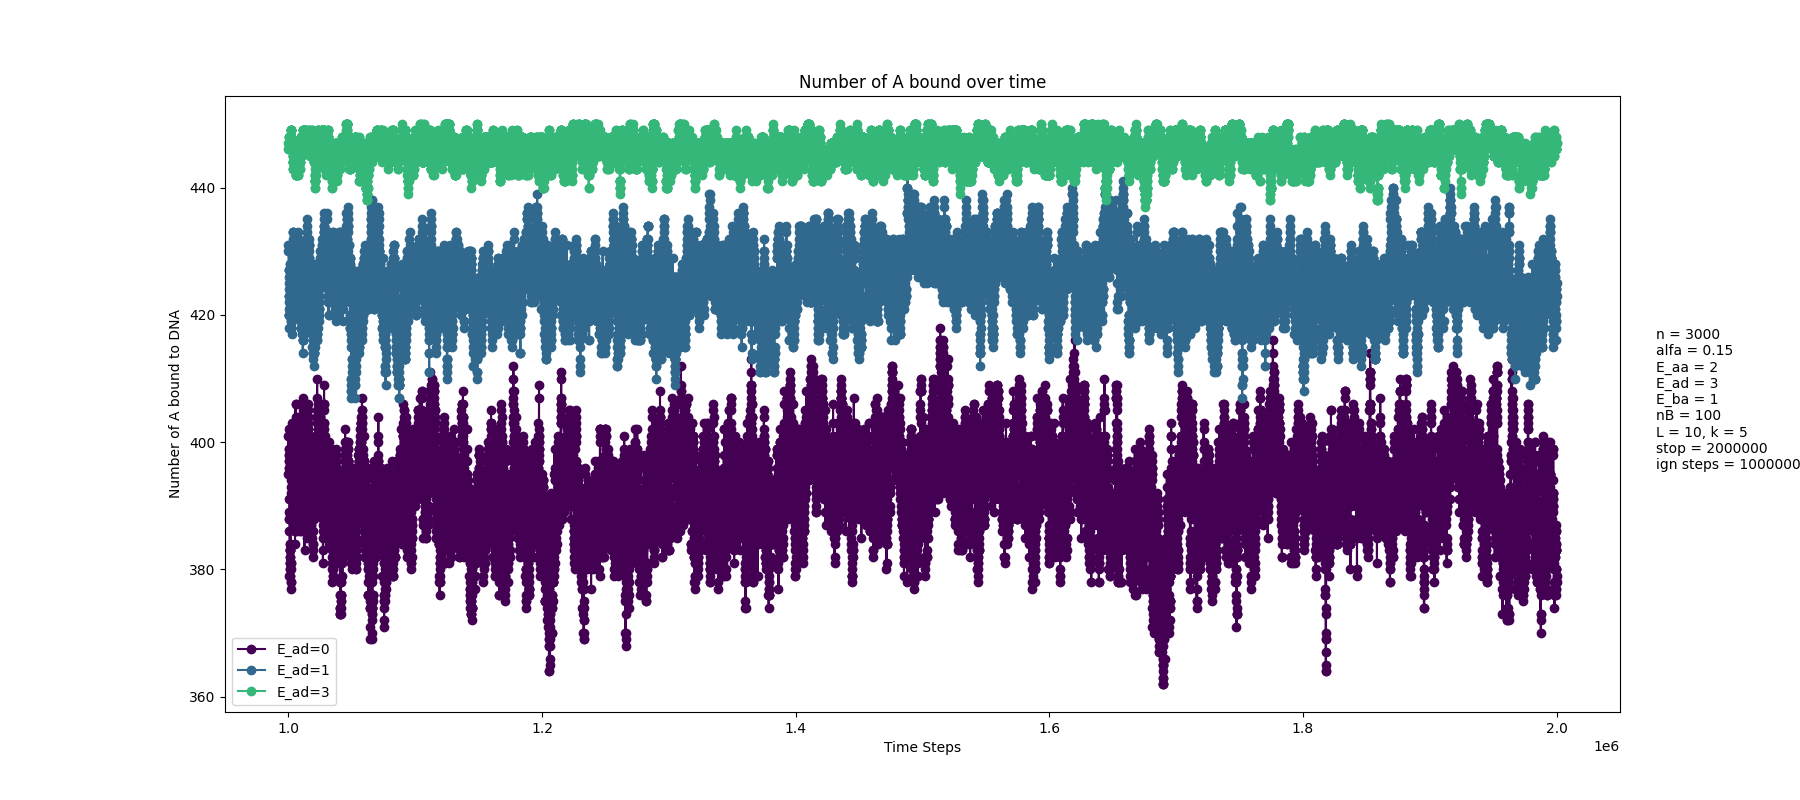 Number of A bound over time
Number of A bound to DNA
440
420
400
380
360
E_ad=0
E_ad=1
E_ad=3
1.0
1.2
1.4
1.6
1.8
2.0
1e6
Time Steps
n = 3000
alfa = 0.15
E_aa = 2
E_ad = 3
E_ba = 1
nB = 100
L = 10, k = 5
stop = 2000000
ign steps = 1000000